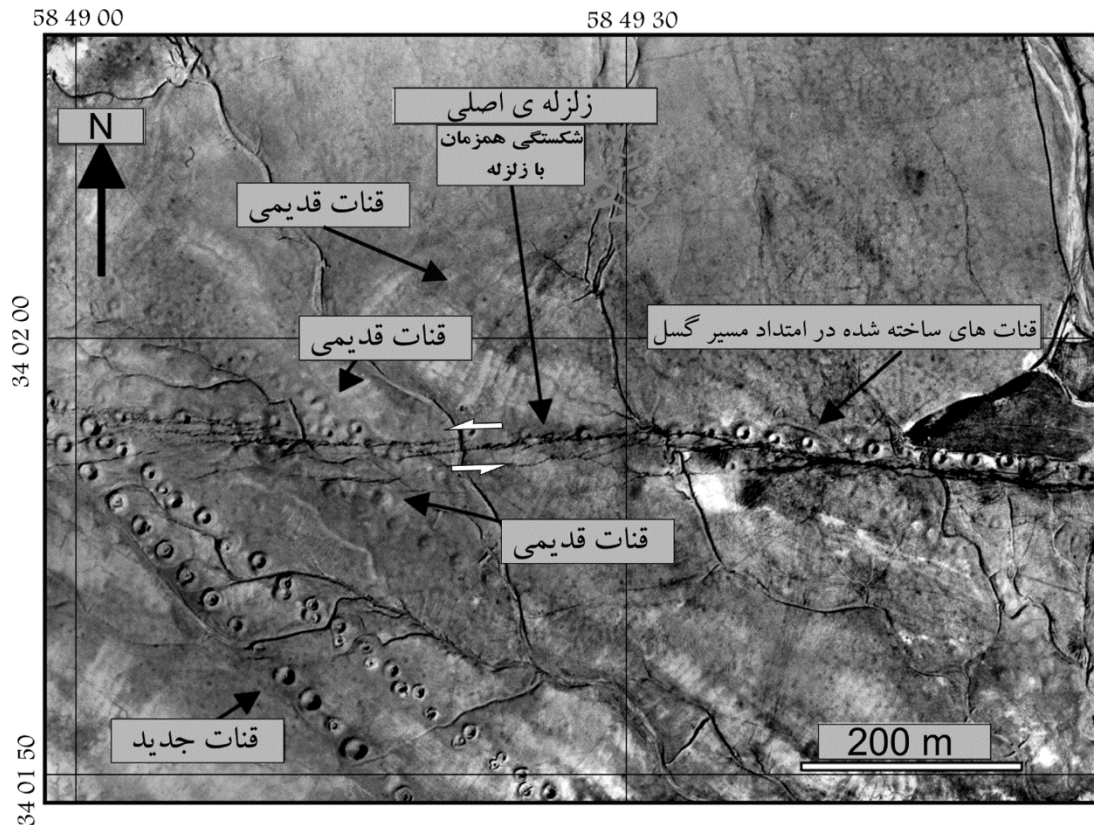 58 49 00
58 49 30
N
زلزله ی اصلی
شکستگی همزمان
با زلزله
قنات قدیمی
قنات قدیمی
قنات های ساخته شده در امتداد مسیر گسل
34 02 00
قنات قدیمی
قنات جدید
200 m
34 01 50